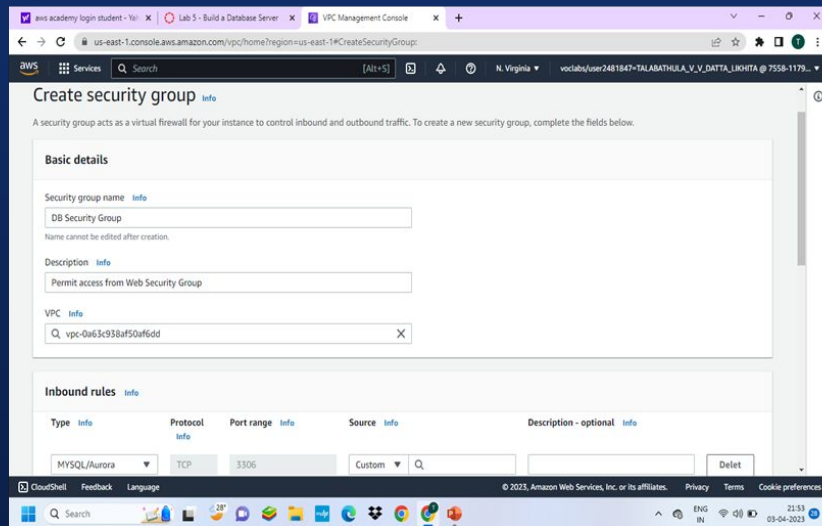 aws academy login student - Yah
Lab 5 - Build a Database Server
VPC Management Console
us-east-1.console.aws.amazon.com/vpc/home?region=us-east-1#CreateSecurityGroup:
aws Services Search [Alt+S] N. Virginia voclabs/user2481847=TALABATHULA_V_V_DATTA_LIKHITA @ 7558-1179...
Create security group Info
A security group acts as a virtual firewall for your instance to control inbound and outbound traffic. To create a new security group, complete the fields below.
Basic details
Security group name Info
DB Security Group
Name cannot be edited after creation.
Description Info
Permit access from Web Security Group
VPC Info
vpc-0a63c938af50af6dd
Inbound rules Info
Type Info Protocol Info Port range Info Source Info Description - optional Info
MYSQL/Aurora TCP 3306 Custom Delet
CloudShell Feedback Language © 2023, Amazon Web Services, Inc. or its affiliates. Privacy Terms Cookie preferences
Search 28° ENG IN 21:53 03-04-2023